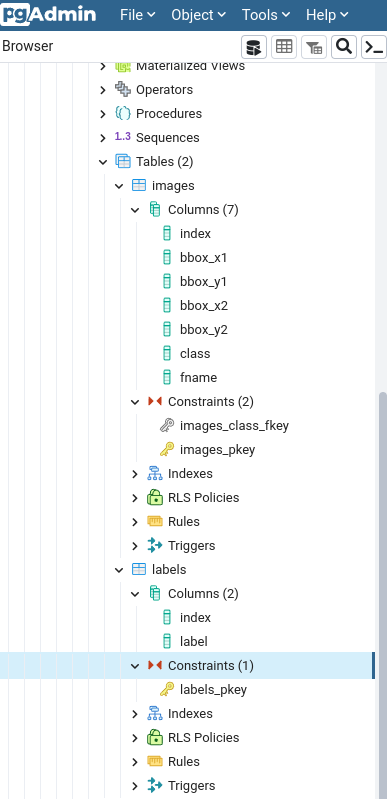 pgAdmin File Object Tools Help
Browser
Materialized Views
Operators
Procedures
1..3 Sequences
Tables (2)
images
Columns (7)
index
bbox_x1
bbox_y1
bbox_x2
bbox_y2
class
fname
Constraints (2)
images_class_fkey
images_pkey
Indexes
RLS Policies
Rules
Triggers
labels
Columns (2)
index
label
Constraints (1)
labels_pkey
Indexes
RLS Policies
Rules
Triggers